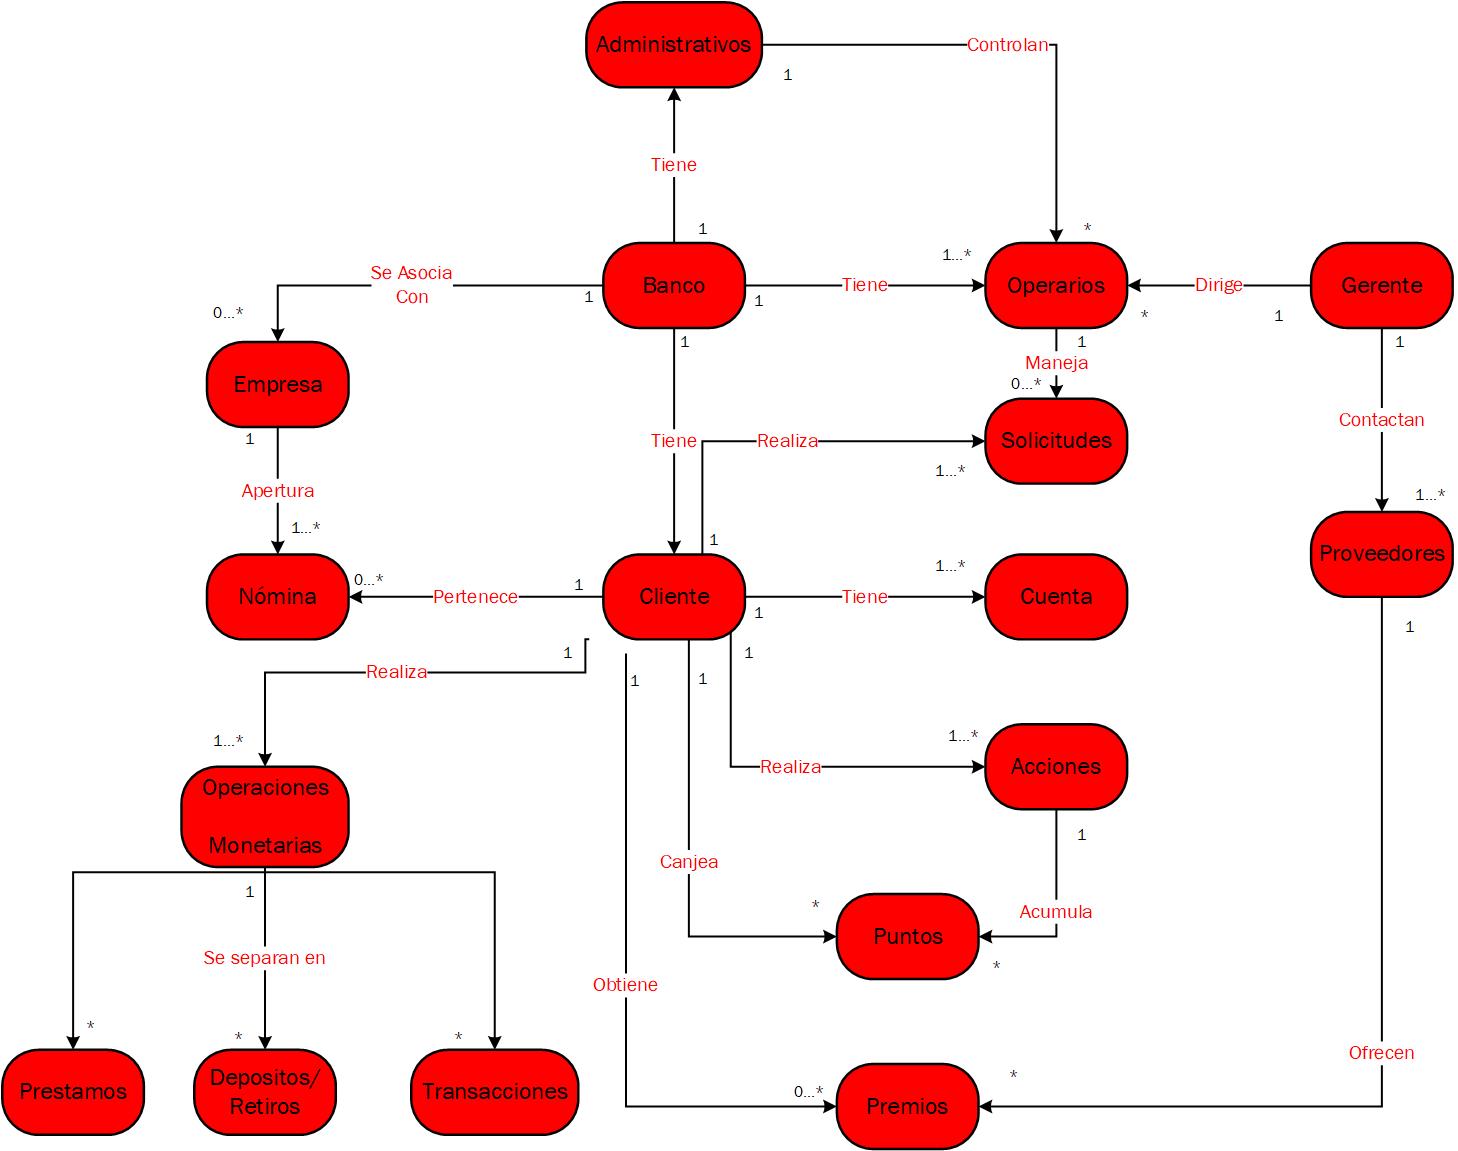 Administrativos
Controlan
1
Tiene
*
1
Se Asocia
Con
1...*
Banco
Tiene
Operarios
Dirige
Gerente
1
1
*
1
0...*
1
1
1
Maneja
0...*
Empresa
Contactan
1
Tiene
Realiza
Solicitudes
1...*
Apertura
1...*
1...*
1
Proveedores
1...*
0...*
1
Nómina
Pertenece
Cliente
Tiene
Cuenta
1
1
1
1
Realiza
1
1
1...*
1...*
Realiza
Acciones
Operaciones
Monetarias
1
Canjea
1
*
Acumula
Puntos
Se separan en
*
Obtiene
*
*
*
Ofrecen
*
Prestamos
Depositos/
Retiros
Transacciones
0...*
Premios